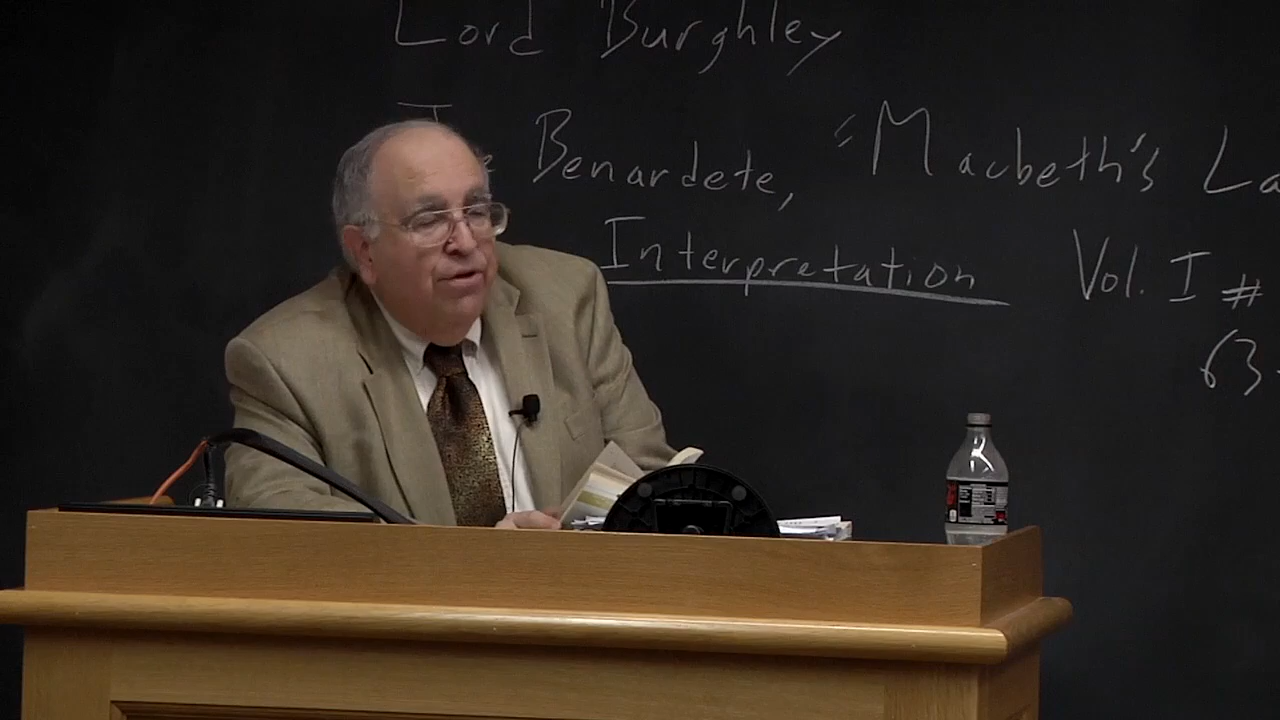 Lord Burghley
Benardete, "Macbeth's La
Interpretation Vol. I #
63-